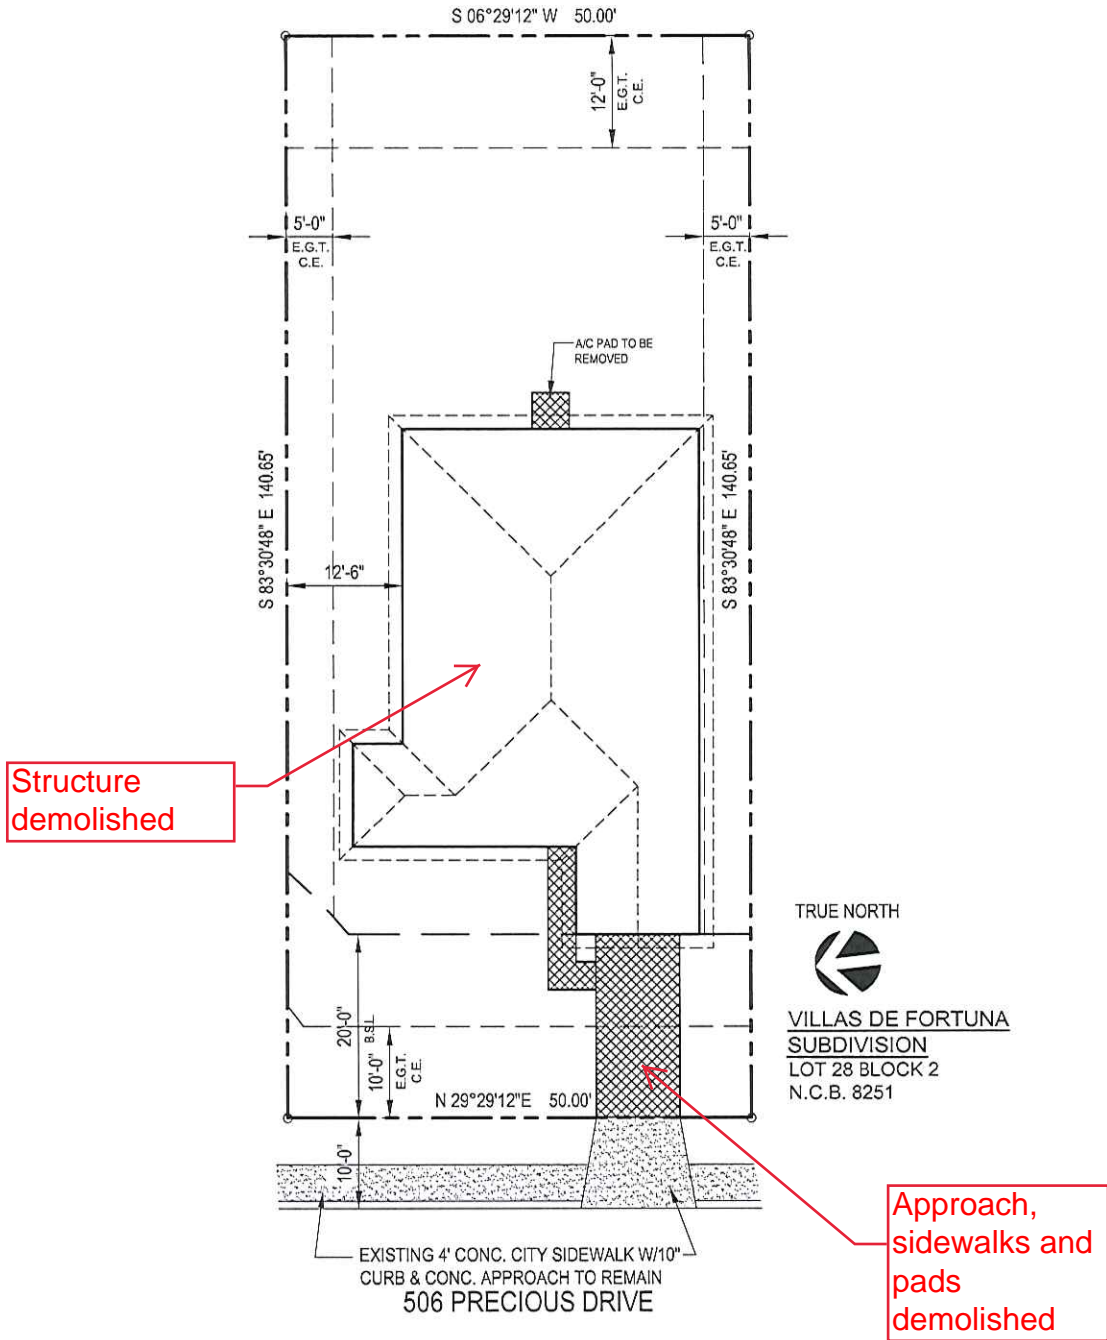 S 06°29'12" W 50.00'
12'-0"
E.G.T.
C.E.
5'-0"
E.G.T.
C.E.
5'-0"
E.G.T.
C.E.
A/C PAD TO BE
REMOVED
S 83°30'48" E 140.65'
S 83°30'48" E 140.65'
12'-6"
Structure
demolished
TRUE NORTH
VILLAS DE FORTUNA
SUBDIVISION
LOT 28 BLOCK 2
N.C.B. 8251
20'-0"
B.S.L
10'-0"
E.G.T.
C.E.
N 29°29'12"E 50.00'
10'-0"
Approach,
sidewalks and
pads
demolished
EXISTING 4' CONC. CITY SIDEWALK W/10"
CURB & CONC. APPROACH TO REMAIN
506 PRECIOUS DRIVE